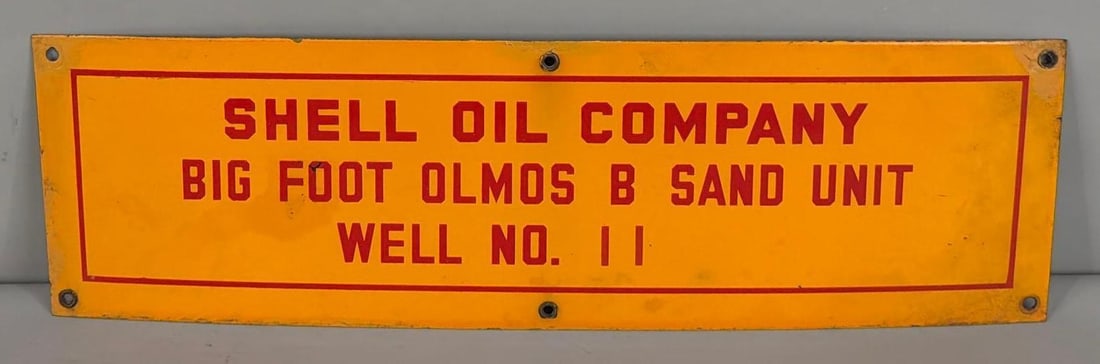 SHELL OIL COMPANY
BIG FOOT OLMOS B SAND UNIT
WELL NO. 11